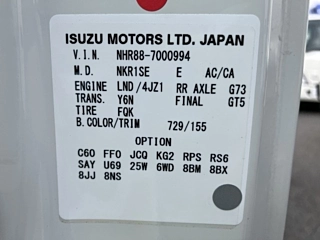 ISUZU MOTORS LTD. JAPAN
V.I.N. NHR88-7000994
M.D. NKR1SE E AC/CA
ENGINE LND/4JZ1 RR AXLE G73
TRANS. Y6N FINAL GT5
TIRE FQK
B.COLOR/TRIM 729/155
OPTION
C60 FF0 JCQ KG2 RPS RS6
SAY U69 25W 6WD 8BM 8BX
8JJ 8NS